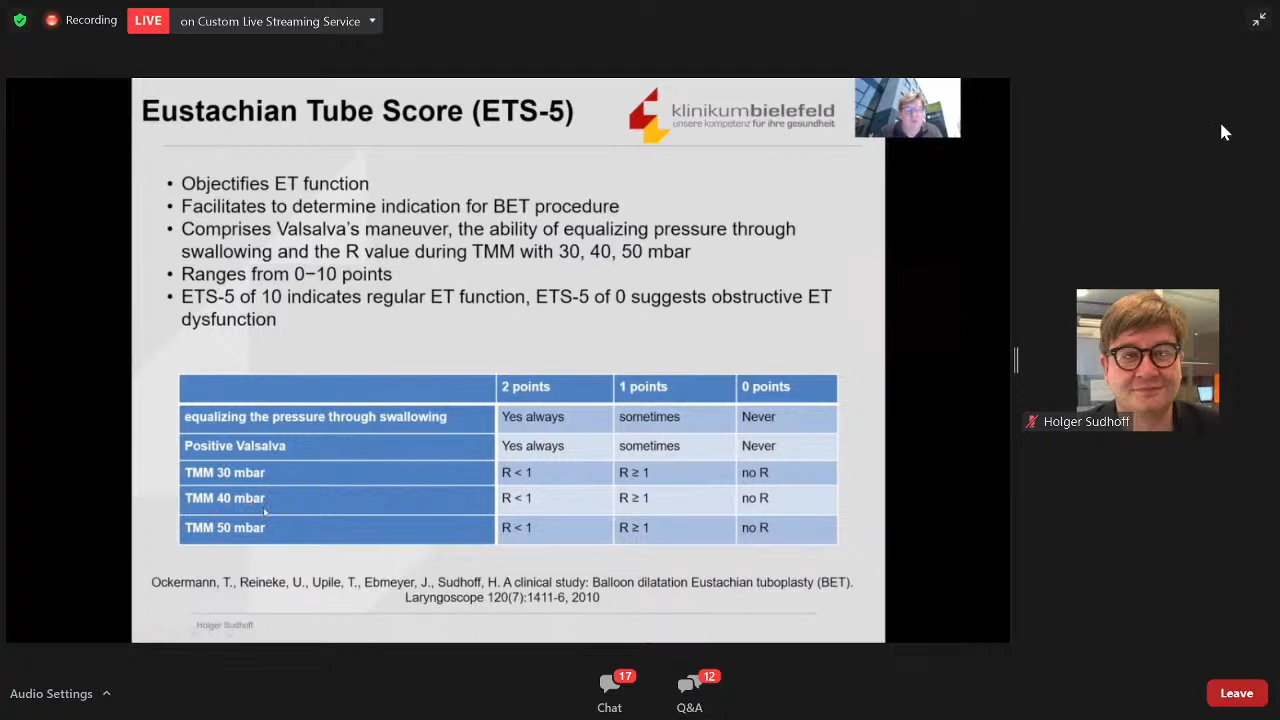 Recording
LIVE
on Custom Live Streaming Service
Eustachian Tube Score (ETS-5)
klinikumbielefeld
unsere kompetenz für ihre gesundheit
• Objectifies ET function
• Facilitates to determine indication for BET procedure
• Comprises Valsalva's maneuver, the ability of equalizing pressure through
swallowing and the R value during TMM with 30, 40, 50 mbar
• Ranges from 0−10 points
• ETS-5 of 10 indicates regular ET function, ETS-5 of 0 suggests obstructive ET
dysfunction
2 points 1 points 0 points
equalizing the pressure through swallowing Yes always sometimes Never
Positive Valsalva Yes always sometimes Never
TMM 30 mbar R < 1 R ≥ 1 no R
TMM 40 mbar R < 1 R ≥ 1 no R
TMM 50 mbar R < 1 R ≥ 1 no R
Ockermann, T., Reineke, U., Upile, T., Ebmeyer, J., Sudhoff, H. A clinical study: Balloon dilatation Eustachian tuboplasty (BET).
Laryngoscope 120(7):1411-6, 2010
Holger Sudhoff
Holger Sudhoff
Audio Settings
17
Chat
12
Q&A
Leave